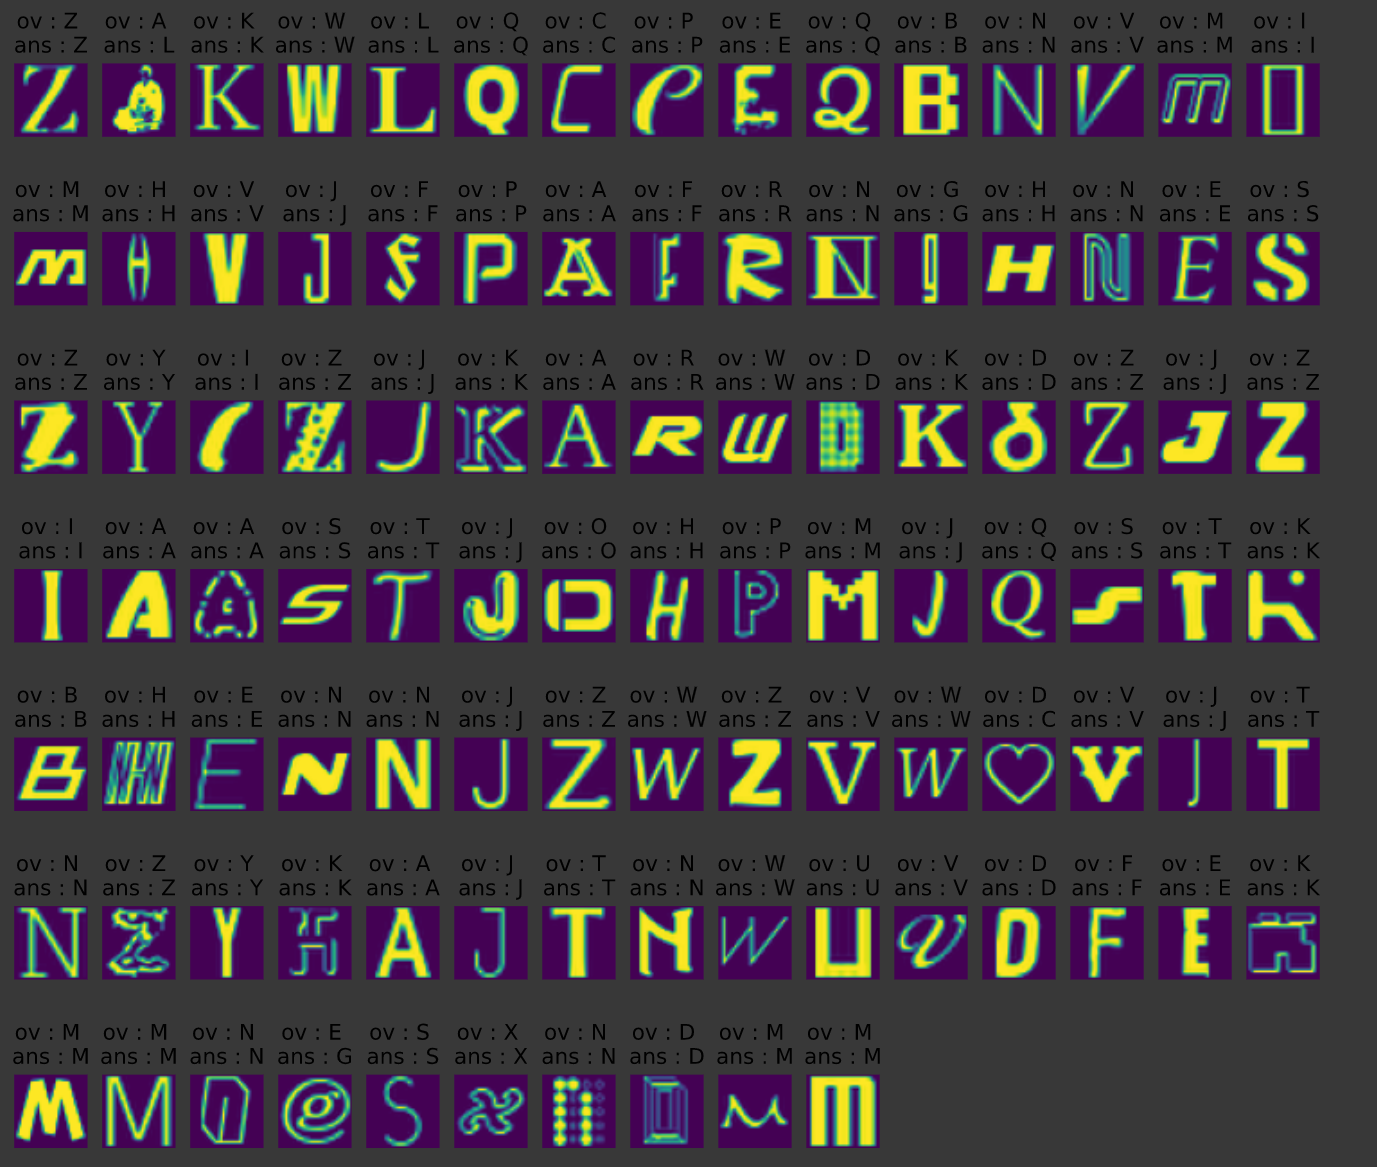 ov : Z ov : A ov : K ov : W ov : L ov : Q ov : C ov : P ov : E ov : Q ov : B ov : N ov : V ov : M ov : I
ans : Z ans : L ans : K ans : W ans : L ans : Q ans : C ans : P ans : E ans : Q ans : B ans : N ans : V ans : M ans : I
Z K W L Q C P E Q B N V m
ov : M ov : H ov : V ov : J ov : F ov : P ov : A ov : F ov : R ov : N ov : G ov : H ov : N ov : E ov : S
ans : M ans : H ans : V ans : J ans : F ans : P ans : A ans : F ans : R ans : N ans : G ans : H ans : N ans : E ans : S
m H V J F P A F R N H N E S
ov : Z ov : Y ov : I ov : Z ov : J ov : K ov : A ov : R ov : W ov : D ov : K ov : D ov : Z ov : J ov : Z
ans : Z ans : Y ans : I ans : Z ans : J ans : K ans : A ans : R ans : W ans : D ans : K ans : D ans : Z ans : J ans : Z
Z Y I Z J K A R W D K D Z J Z
ov : I ov : A ov : A ov : S ov : T ov : J ov : O ov : H ov : P ov : M ov : J ov : Q ov : S ov : T ov : K
ans : I ans : A ans : A ans : S ans : T ans : J ans : O ans : H ans : P ans : M ans : J ans : Q ans : S ans : T ans : K
I A A S T J O H P M J Q S T K
ov : B ov : H ov : E ov : N ov : N ov : J ov : Z ov : W ov : Z ov : V ov : W ov : D ov : V ov : J ov : T
ans : B ans : H ans : E ans : N ans : N ans : J ans : Z ans : W ans : Z ans : V ans : W ans : C ans : V ans : J ans : T
B H E N N J Z W Z V W V J T
ov : N ov : Z ov : Y ov : K ov : A ov : J ov : T ov : N ov : W ov : U ov : V ov : D ov : F ov : E ov : K
ans : N ans : Z ans : Y ans : K ans : A ans : J ans : T ans : N ans : W ans : U ans : V ans : D ans : F ans : E ans : K
N Z Y K A J T N W U V D F E
ov : M ov : M ov : N ov : E ov : S ov : X ov : N ov : D ov : M ov : M
ans : M ans : M ans : N ans : G ans : S ans : X ans : N ans : D ans : M ans : M
M M n @ S X n D M m